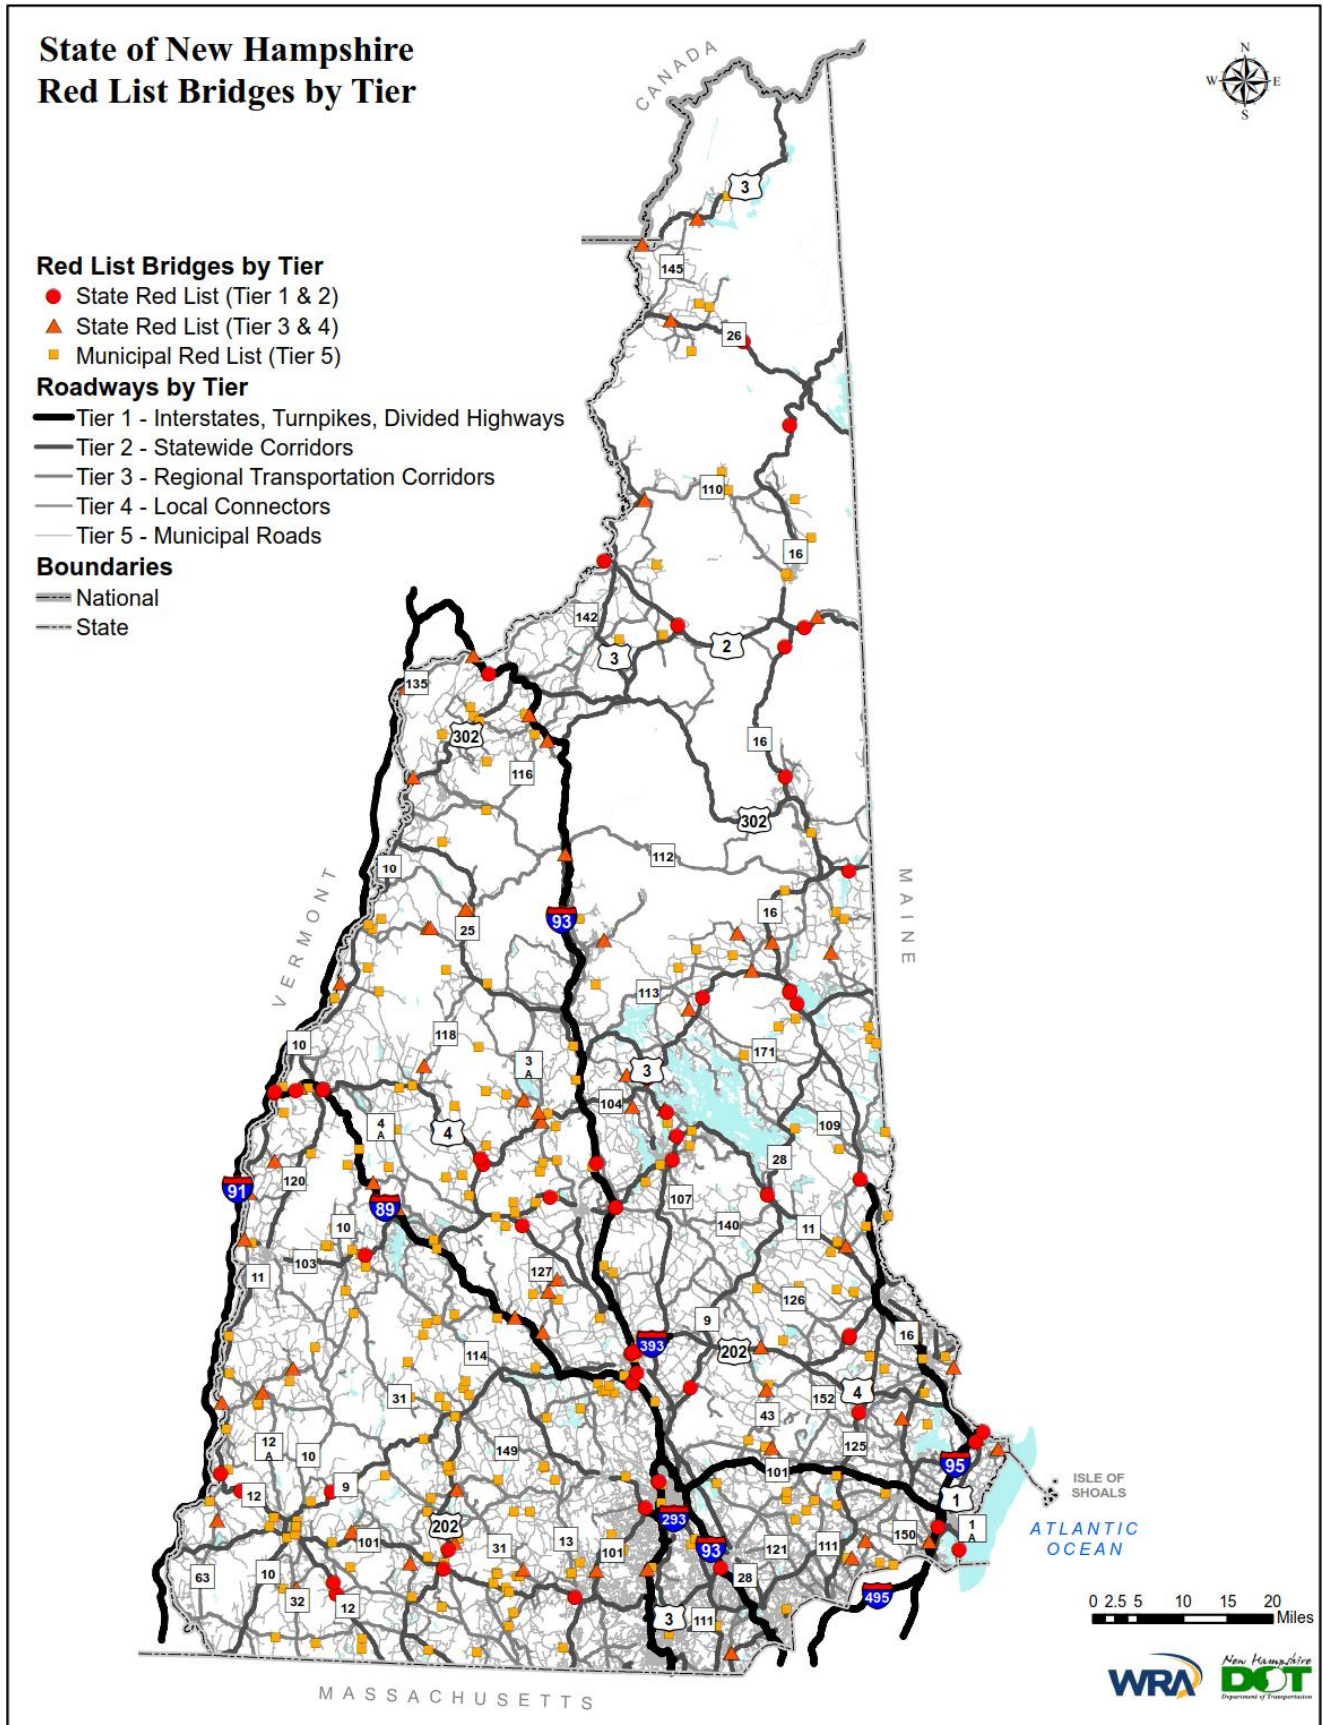 State of New Hampshire
Red List Bridges by Tier
N
W E
S
CANADA
Red List Bridges by Tier
State Red List (Tier 1 & 2)
State Red List (Tier 3 & 4)
Municipal Red List (Tier 5)
Roadways by Tier
Tier 1 - Interstates, Turnpikes, Divided Highways
Tier 2 - Statewide Corridors
Tier 3 - Regional Transportation Corridors
Tier 4 - Local Connectors
Tier 5 - Municipal Roads
Boundaries
National
State
3
145
26
110
16
142
3
2
135
302
16
116
302
112
10
VERMONT
MAINE
93
16
25
113
10
118
3
A
3
171
104
4
A
4
109
28
91
120
89
107
10
140
11
103
11
127
126
9
393
202
16
114
31
4
152
43
12
A
10
149
125
101
95
9
12
1
ISLE OF
SHOALS
202
293
1
A
ATLANTIC
OCEAN
101
31
13
101
93
121
111
150
63
10
28
32
12
495
3
111
0 2.5 5 10 15 20
Miles
MASSACHUSETTS
WRA
New Hampshire
DOT
Department of Transportation